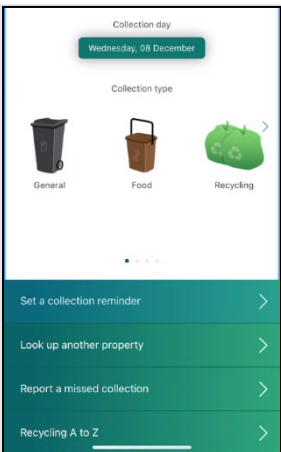 Collection day
Wednesday, 08 December
Collection type
General
Food
Recycling
Set a collection reminder
Look up another property
Report a missed collection
Recycling A to Z